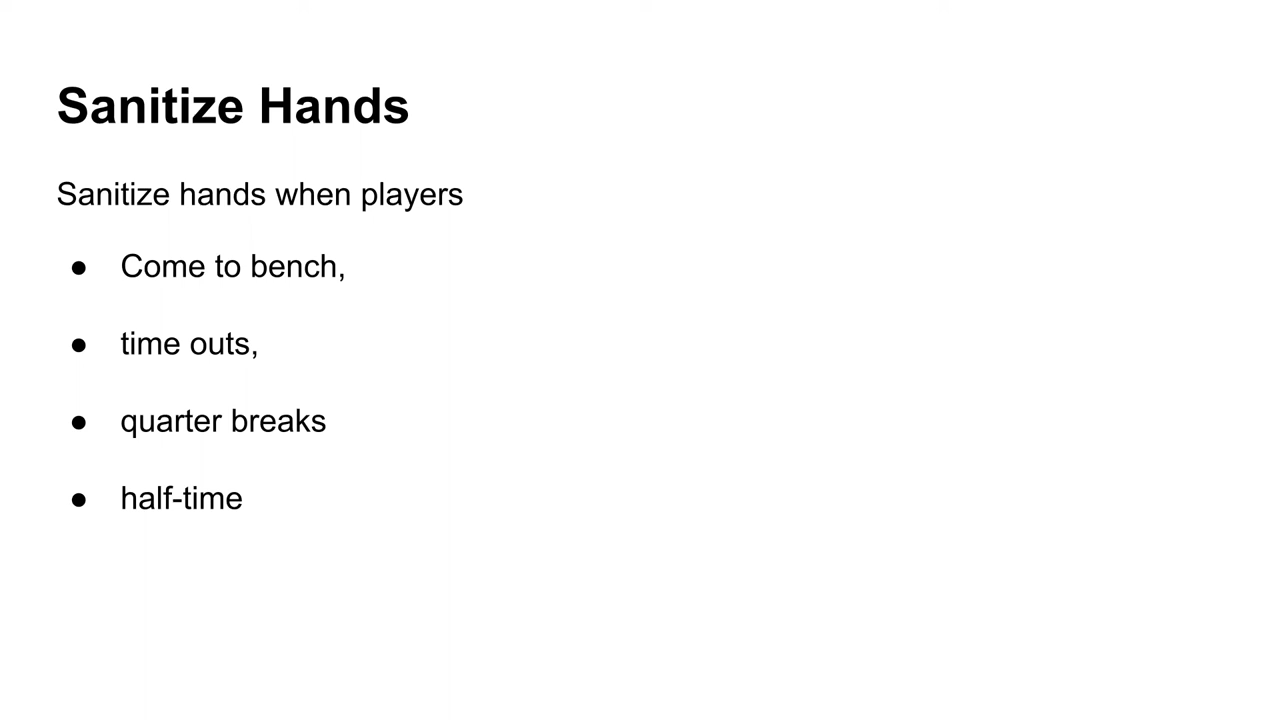 Sanitize Hands
Sanitize hands when players
● Come to bench,
● time outs,
● quarter breaks
● half-time